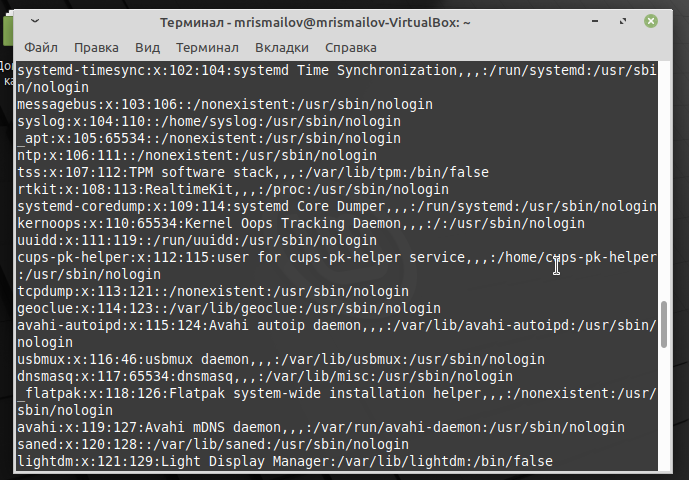 Терминал - mrismailov@mrismailov-VirtualBox: ~
Файл Правка Вид Терминал Вкладки Справка
systemd-timesync:x:102:104:systemd Time Synchronization,,,:/run/systemd:/usr/sbi
n/nologin
messagebus:x:103:106::/nonexistent:/usr/sbin/nologin
syslog:x:104:110::/home/syslog:/usr/sbin/nologin
_apt:x:105:65534::/nonexistent:/usr/sbin/nologin
ntp:x:106:111::/nonexistent:/usr/sbin/nologin
tss:x:107:112:TPM software stack,,,:/var/lib/tpm:/bin/false
rtkit:x:108:113:RealtimeKit,,,:/proc:/usr/sbin/nologin
systemd-coredump:x:109:114:systemd Core Dumper,,,:/run/systemd:/usr/sbin/nologin
kernoops:x:110:65534:Kernel Oops Tracking Daemon,,,:/:/usr/sbin/nologin
uuidd:x:111:119::/run/uuidd:/usr/sbin/nologin
cups-pk-helper:x:112:115:user for cups-pk-helper service,,,:/home/cups-pk-helper
:/usr/sbin/nologin
tcpdump:x:113:121::/nonexistent:/usr/sbin/nologin
geoclue:x:114:123::/var/lib/geoclue:/usr/sbin/nologin
avahi-autoipd:x:115:124:Avahi autoip daemon,,,:/var/lib/avahi-autoipd:/usr/sbin/
nologin
usbmux:x:116:46:usbmux daemon,,,:/var/lib/usbmux:/usr/sbin/nologin
dnsmasq:x:117:65534:dnsmasq,,,:/var/lib/misc:/usr/sbin/nologin
_flatpak:x:118:126:Flatpak system-wide installation helper,,,:/nonexistent:/usr/
sbin/nologin
avahi:x:119:127:Avahi mDNS daemon,,,:/var/run/avahi-daemon:/usr/sbin/nologin
saned:x:120:128::/var/lib/saned:/usr/sbin/nologin
lightdm:x:121:129:Light Display Manager:/var/lib/lightdm:/bin/false